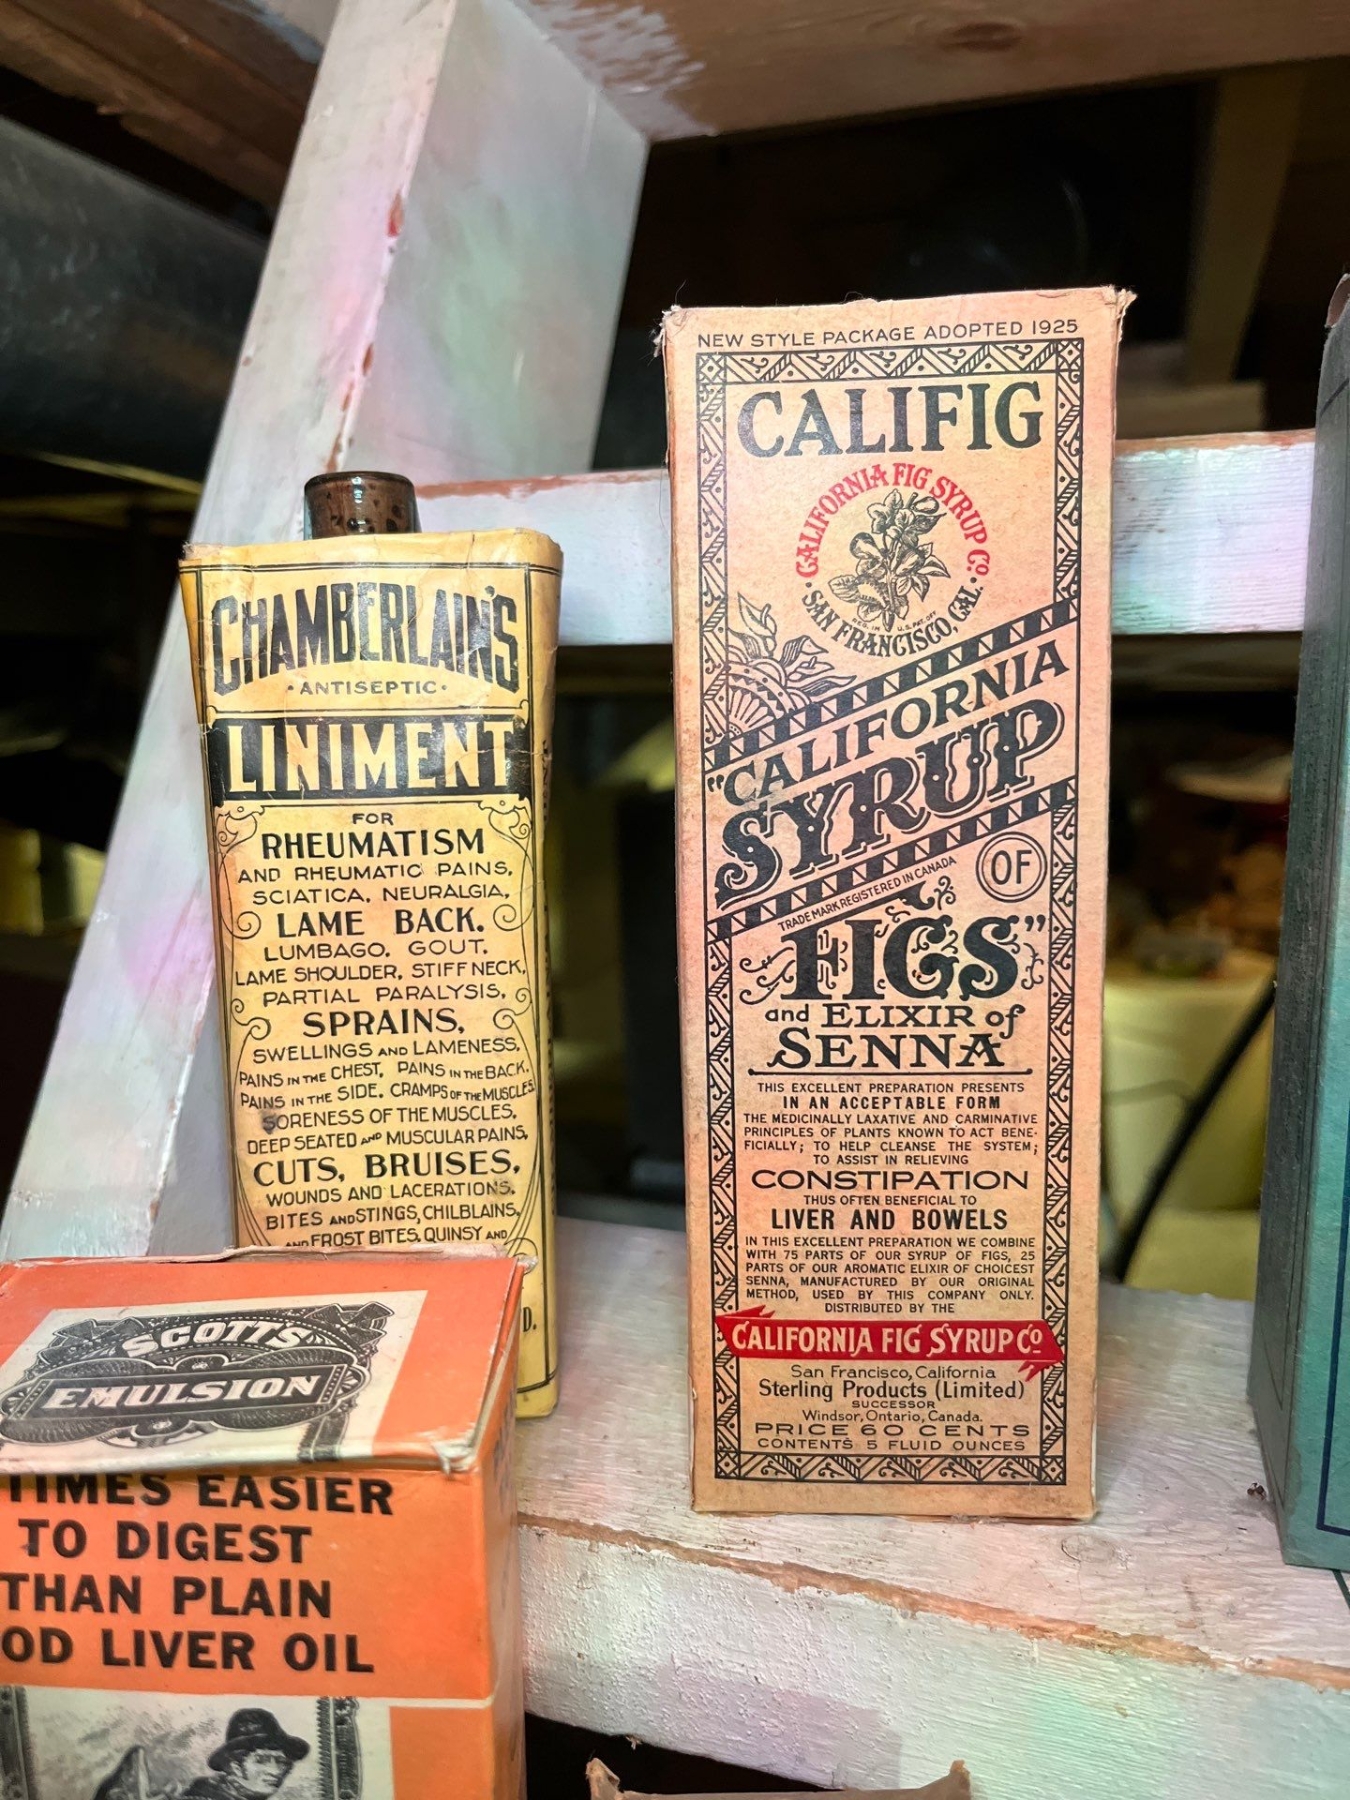 NEW STYLE PACKAGE ADOPTED 1925
CALIFIG
CALIFORNIA FIG SYRUP Co.
REG. IN U.S. PAT. OFF.
• SAN FRANCISCO, CAL. •
"CALIFORNIA
SYRUP
OF
TRADE MARK REGISTERED IN CANADA
FIGS"
and ELIXIR of
SENNA
THIS EXCELLENT PREPARATION PRESENTS
IN AN ACCEPTABLE FORM
THE MEDICINALLY LAXATIVE AND CARMINATIVE
PRINCIPLES OF PLANTS KNOWN TO ACT BENE-
FICIALLY; TO HELP CLEANSE THE SYSTEM;
TO ASSIST IN RELIEVING
CONSTIPATION
THUS OFTEN BENEFICIAL TO
LIVER AND BOWELS
IN THIS EXCELLENT PREPARATION WE COMBINE
WITH 75 PARTS OF OUR SYRUP OF FIGS, 25
PARTS OF OUR AROMATIC ELIXIR OF CHOICEST
SENNA, MANUFACTURED BY OUR ORIGINAL
METHOD, USED BY THIS COMPANY ONLY.
DISTRIBUTED BY THE
CALIFORNIA FIG SYRUP Co
San Francisco, California
Sterling Products (Limited)
SUCCESSOR
Windsor, Ontario, Canada.
PRICE 60 CENTS
CONTENTS 5 FLUID OUNCES
CHAMBERLAIN'S
• ANTISEPTIC •
LINIMENT
FOR
RHEUMATISM
AND RHEUMATIC PAINS,
SCIATICA, NEURALGIA,
LAME BACK.
LUMBAGO, GOUT,
LAME SHOULDER, STIFF NECK,
PARTIAL PARALYSIS,
SPRAINS,
SWELLINGS AND LAMENESS,
PAINS IN THE CHEST, PAINS IN THE BACK,
PAINS IN THE SIDE, CRAMPS OF THE MUSCLES,
SORENESS OF THE MUSCLES,
DEEP SEATED AND MUSCULAR PAINS,
CUTS, BRUISES,
WOUNDS AND LACERATIONS,
BITES AND STINGS, CHILBLAINS,
AND FROST BITES, QUINSY AND
D.
SCOTT'S
EMULSION
TIMES EASIER
TO DIGEST
THAN PLAIN
OD LIVER OIL